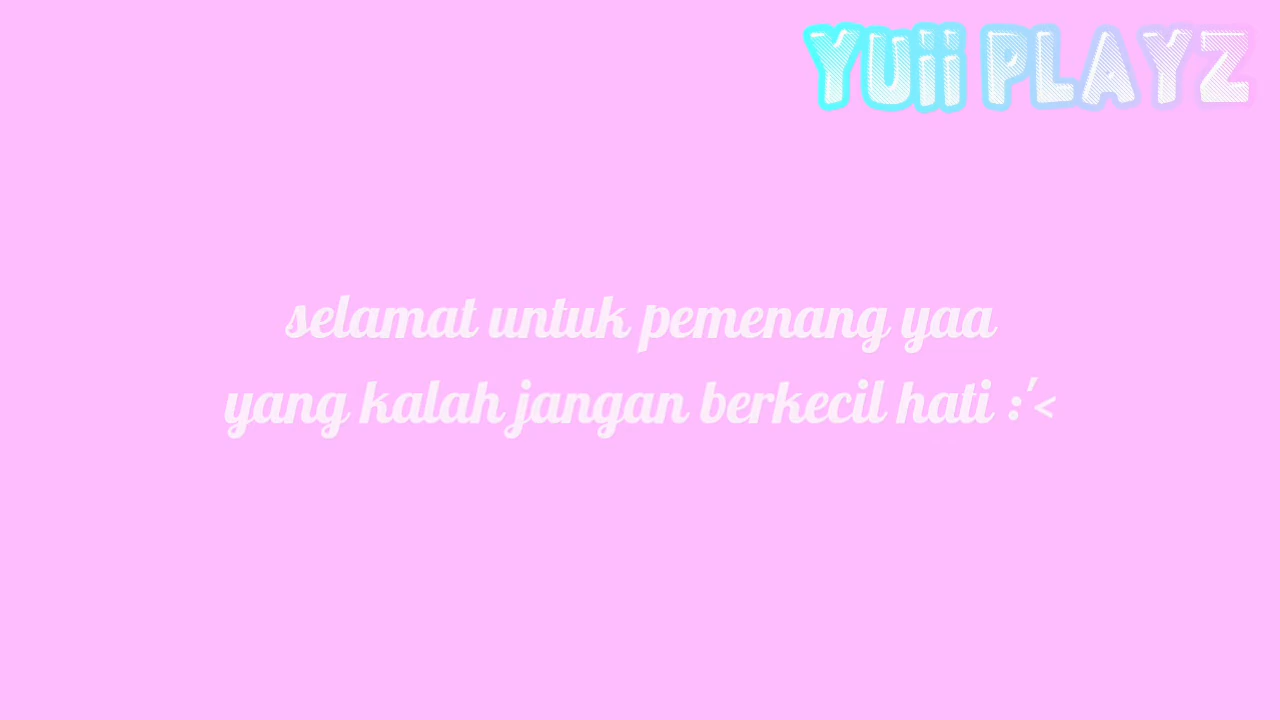 YUii PLAYZ
selamat untuk pemenang yaa
yang kalah jangan berkecil hati :'<